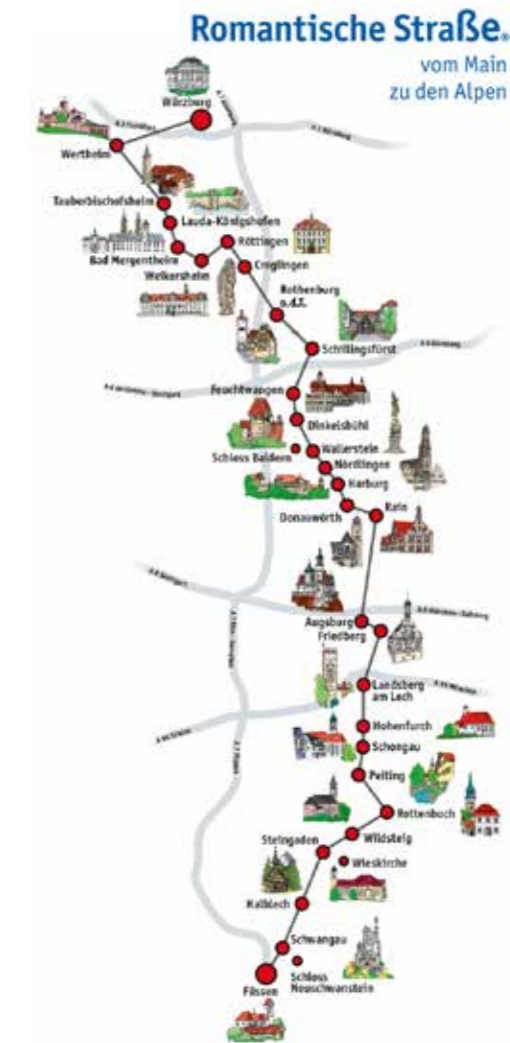 Romantische Straße.
vom Main
zu den Alpen
Würzburg
Wertheim
Tauberbischofsheim
Lauda-Königshofen
Bad Mergentheim
Weikersheim
Röttingen
Creglingen
Rothenburg
o.d.T.
Schillingsfürst
Feuchtwangen
Dinkelsbühl
Schloss Baldern
Wallerstein
Nördlingen
Harburg
Donauwörth
Rain
Augsburg
Friedberg
Landsberg
am Lech
Hohenfurch
Schongau
Peiting
Rottenbuch
Wildsteig
Steingaden
Wieskirche
Halblech
Schwangau
Schloss
Neuschwanstein
Füssen